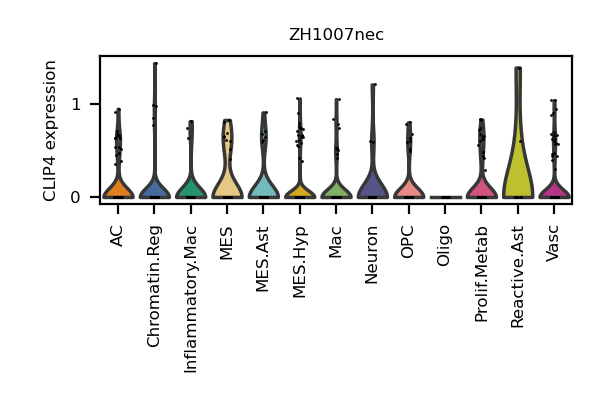 ZH1007nec
CLIP4 expression
1
0
AC
Chromatin.Reg
Inflammatory.Mac
MES
MES.Ast
MES.Hyp
Mac
Neuron
OPC
Oligo
Prolif.Metab
Reactive.Ast
Vasc